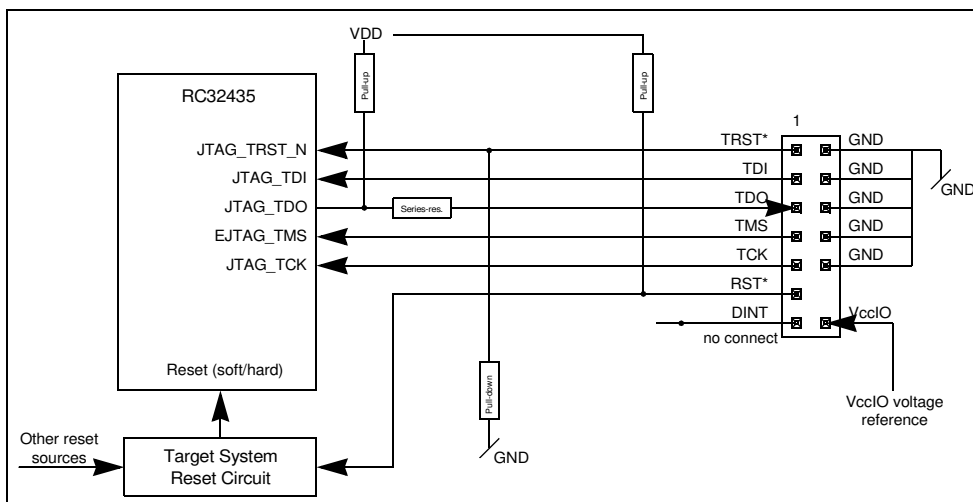 VDD
Pull-up
Pull-up
RC32435
1
JTAG_TRST_N
TRST*
GND
JTAG_TDI
TDI
GND
GND
JTAG_TDO
Series-res.
TDO
GND
EJTAG_TMS
TMS
GND
JTAG_TCK
TCK
GND
RST*
DINT
VccIO
no connect
Reset (soft/hard)
Pull-down
VccIO voltage
reference
Other reset
sources
Target System
Reset Circuit
GND